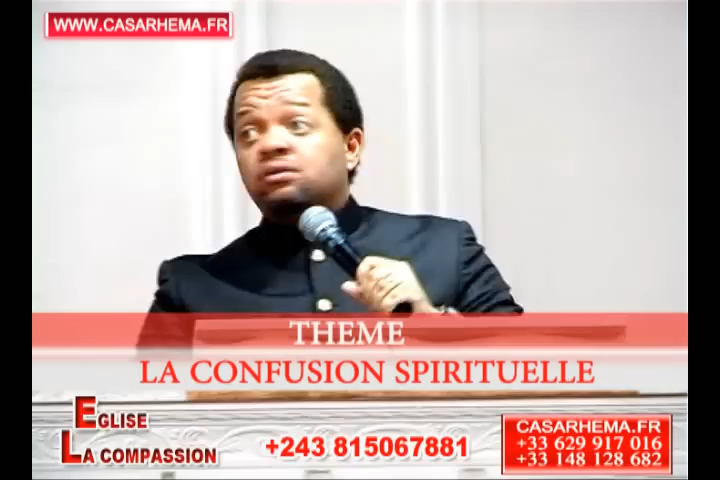 WWW.CASARHEMA.FR
THEME
LA CONFUSION SPIRITUELLE
EGLISE
LA COMPASSION
+243 815067881
CASARHEMA.FR
+33 629 917 016
+33 148 128 682